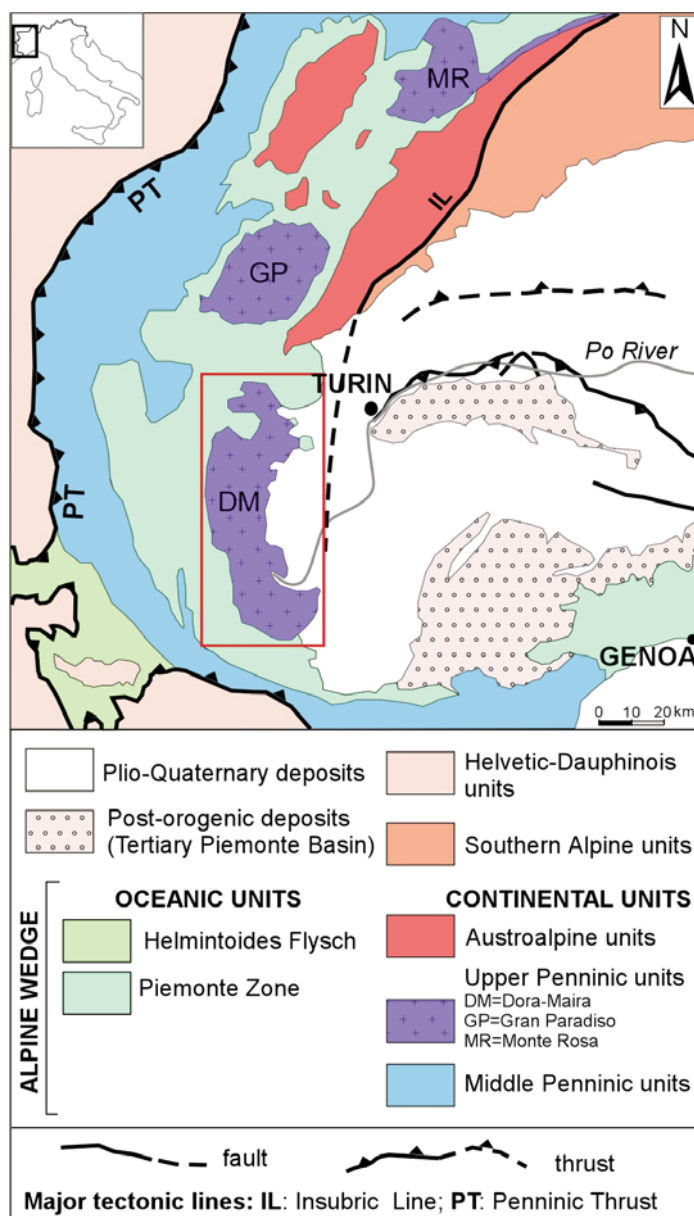 N
MR
PT
IL
GP
Po River
TURIN
DM
PT
GENOA
0 10 20 km
Plio-Quaternary deposits
Post-orogenic deposits
(Tertiary Piemonte Basin)
Helvetic-Dauphinois
units
Southern Alpine units
ALPINE WEDGE
OCEANIC UNITS
Helmintoides Flysch
Piemonte Zone
CONTINENTAL UNITS
Austroalpine units
Upper Penninic units
DM=Dora-Maira
GP=Gran Paradiso
MR=Monte Rosa
Middle Penninic units
fault
thrust
Major tectonic lines: IL: Insubric Line; PT: Penninic Thrust